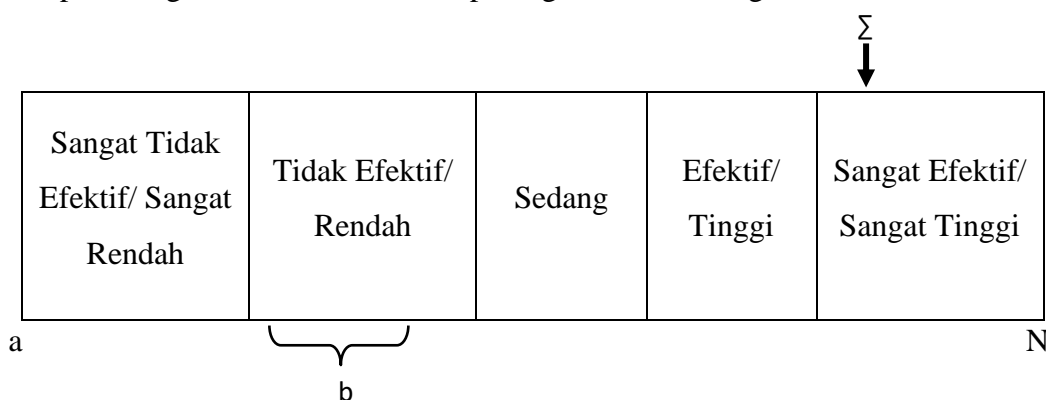 ∑
Sangat Tidak
Efektif/ Sangat
Rendah
Tidak Efektif/
Rendah
Sedang
Efektif/
Tinggi
Sangat Efektif/
Sangat Tinggi
a
N
b